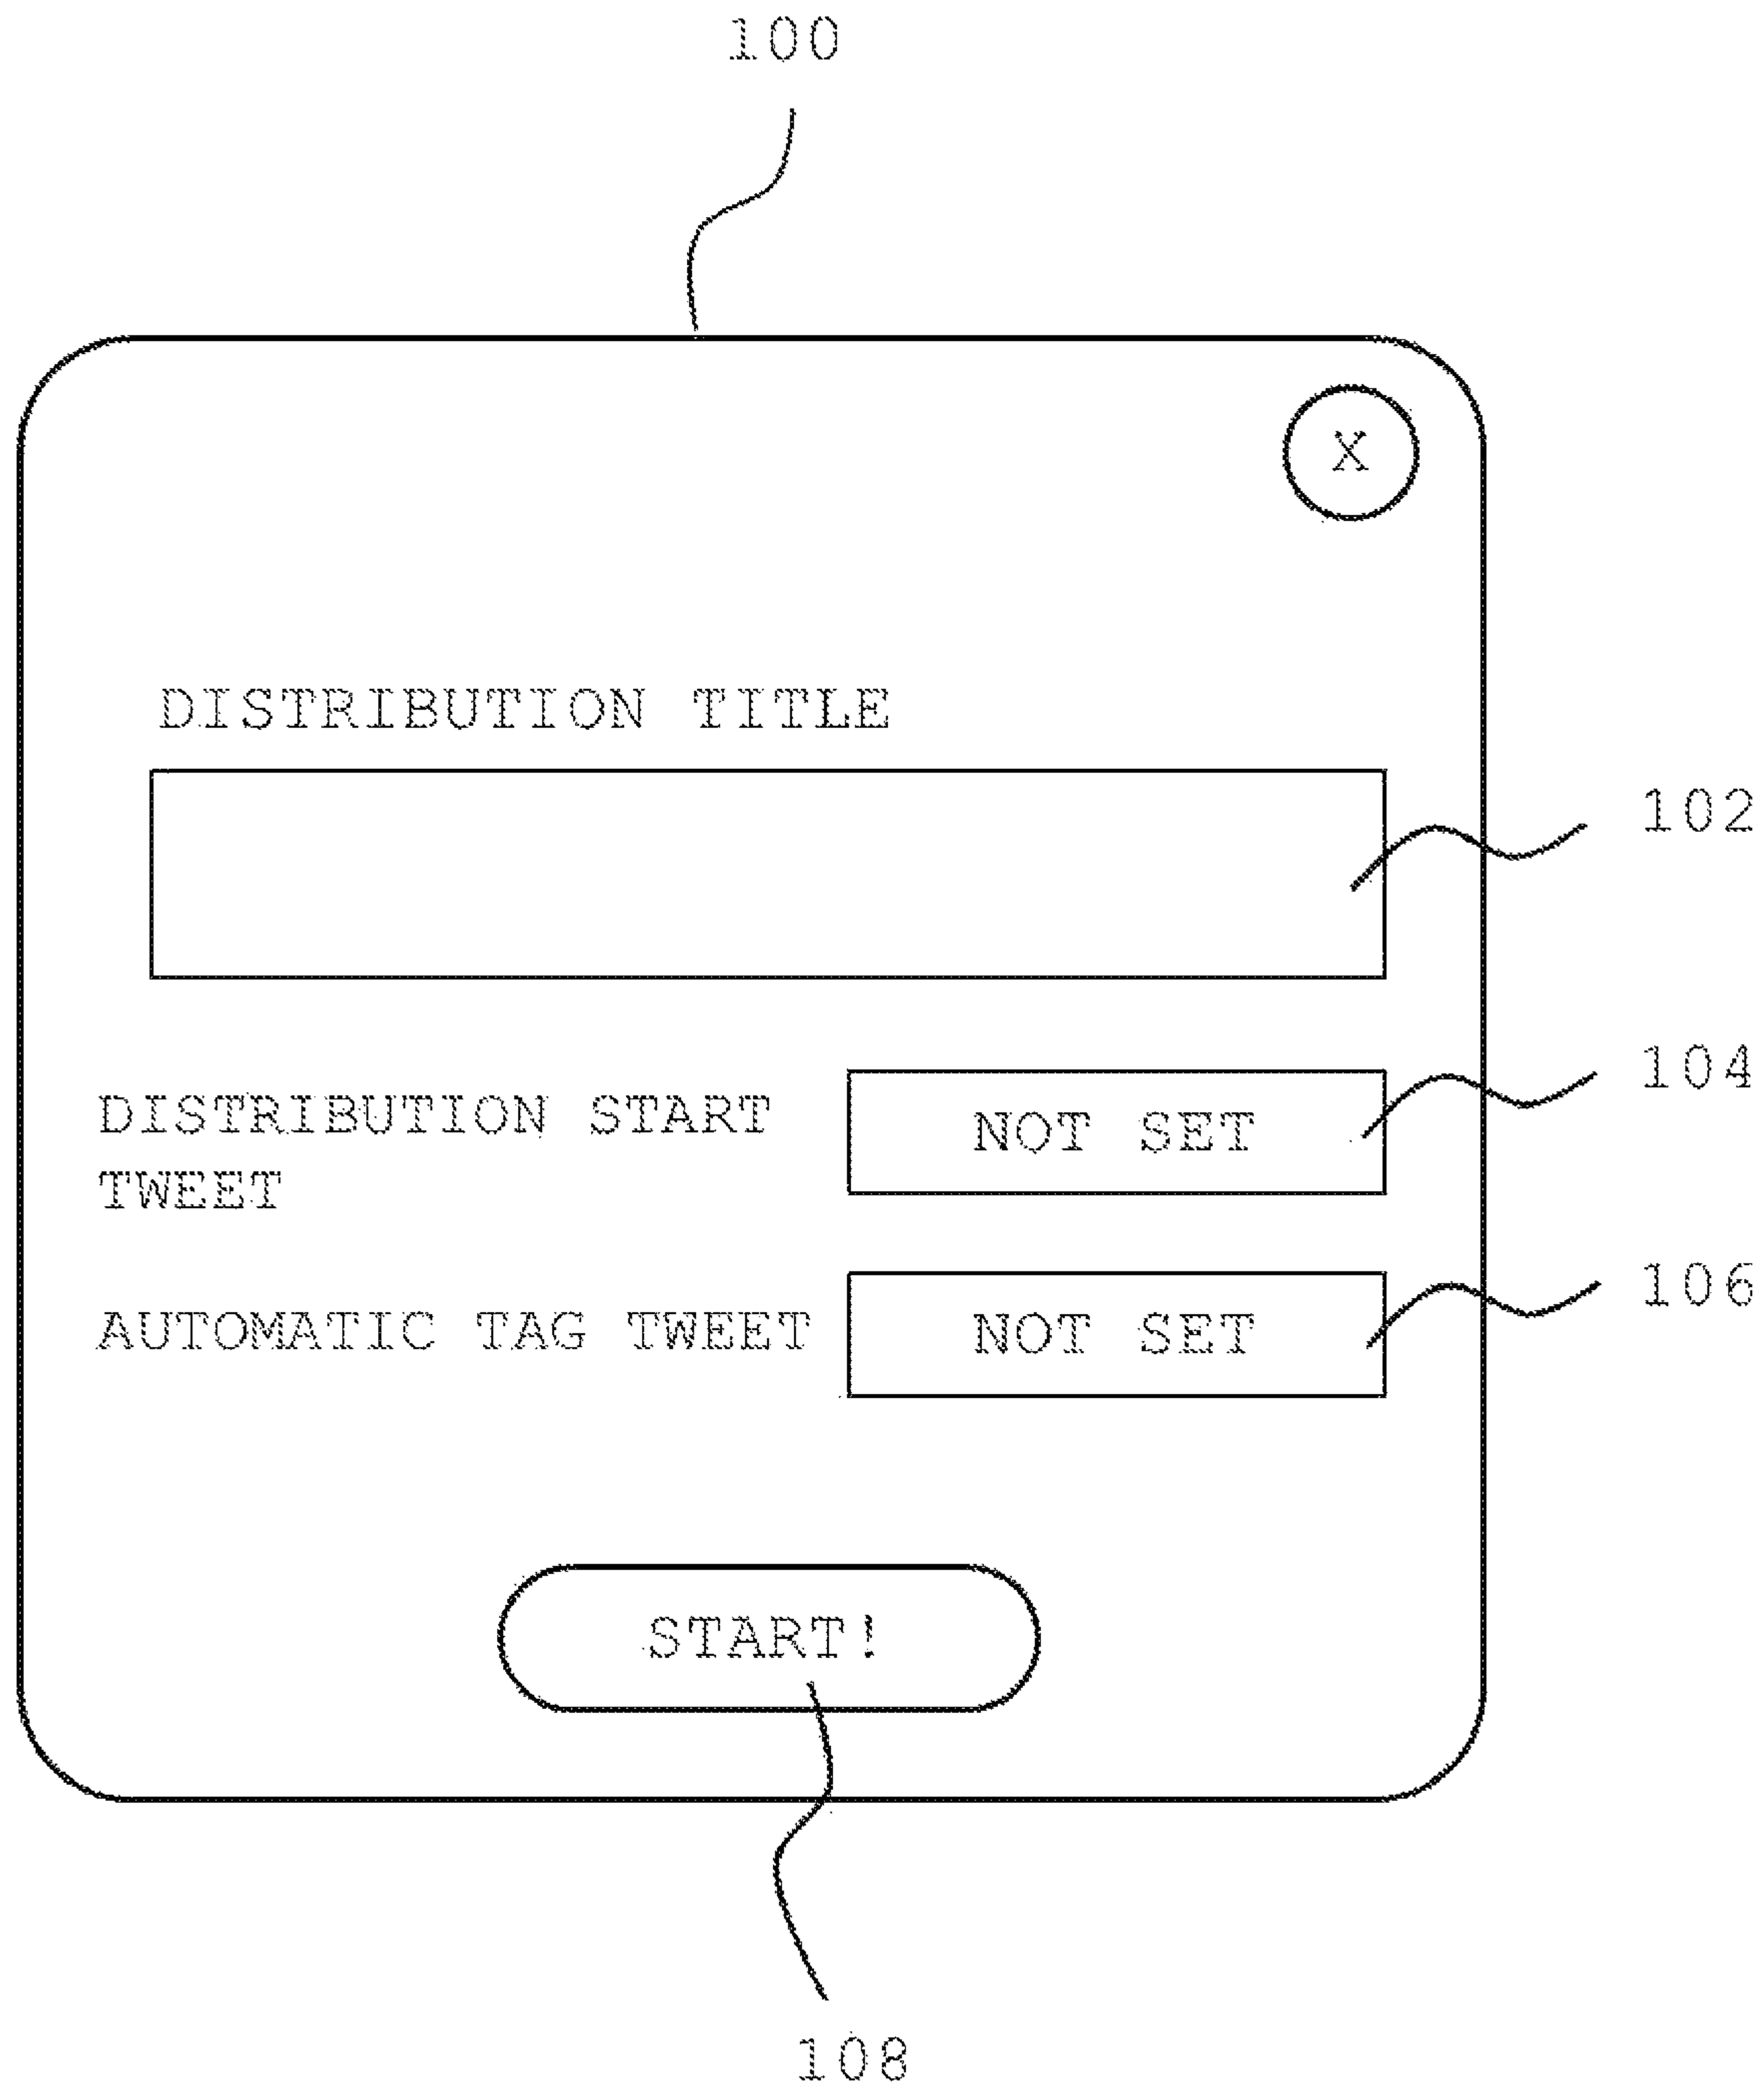 100
X
DISTRIBUTION TITLE
102
DISTRIBUTION START
TWEET
NOT SET
104
AUTOMATIC TAG TWEET
NOT SET
106
START!
108